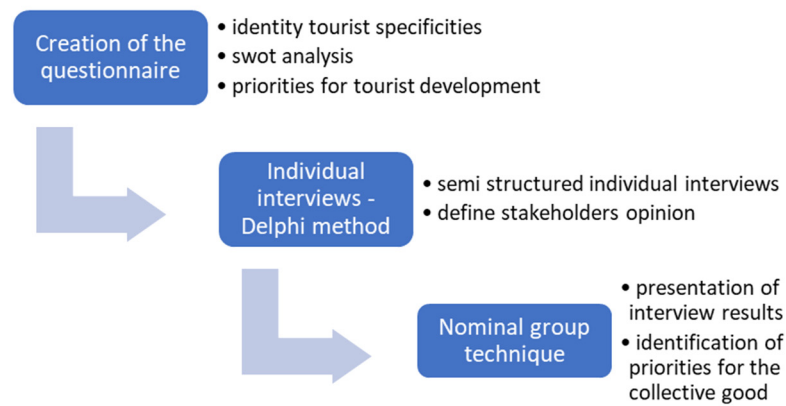 Creation of the
questionnaire
• identity tourist specificities
• swot analysis
• priorities for tourist development
Individual
interviews -
Delphi method
• semi structured individual interviews
• define stakeholders opinion
Nominal group
technique
• presentation of
interview results
• identification of
priorities for the
collective good